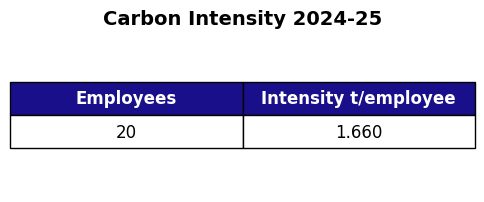 Carbon Intensity 2024-25
Employees Intensity t/employee
20 1.660